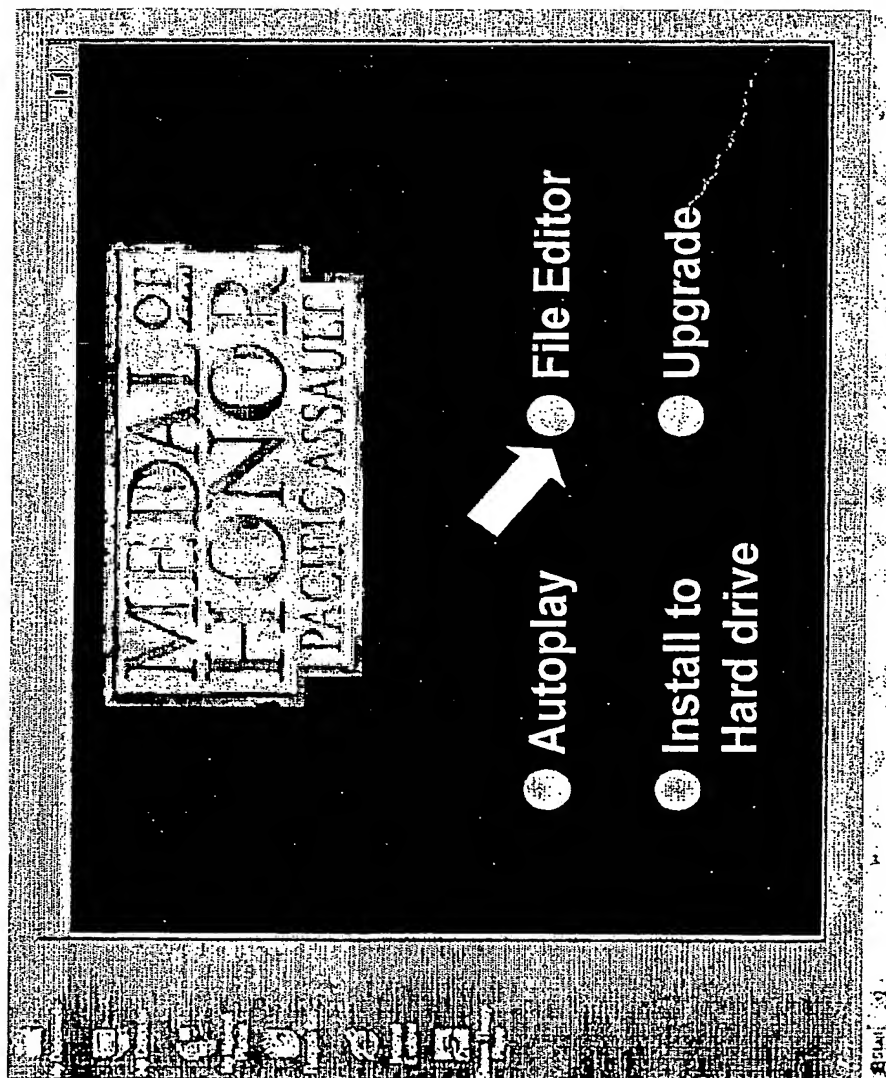 MEDAL OF
HONOR
PACIFIC ASSAULT
Autoplay
File Editor
Install to
Hard drive
Upgrade